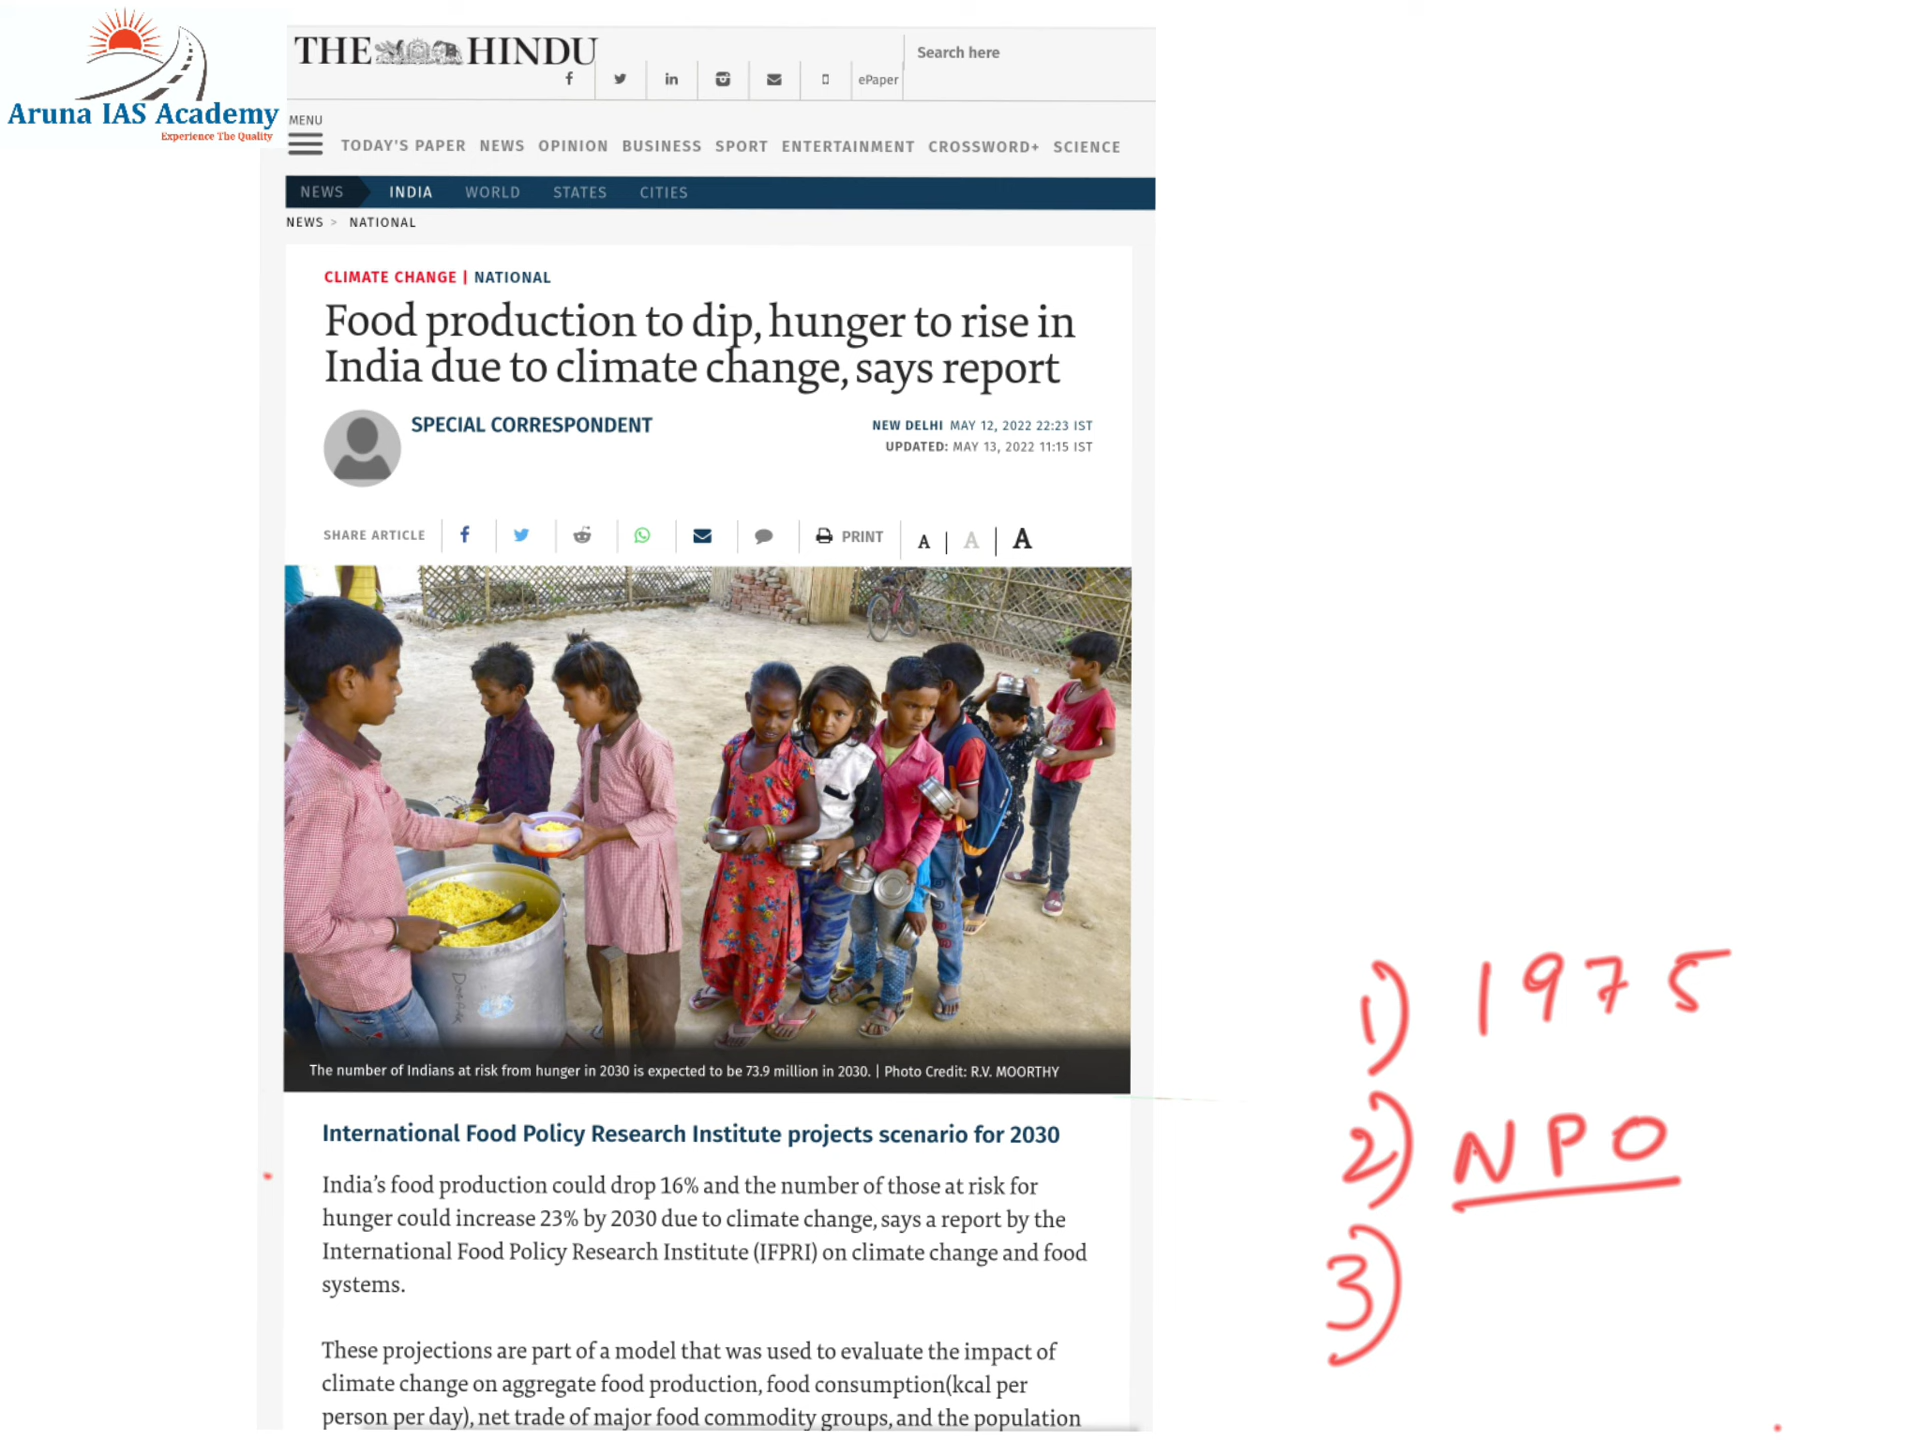 Aruna IAS Academy
Experience The Quality
THE HINDU
Search here
ePaper
MENU
TODAY'S PAPER NEWS OPINION BUSINESS SPORT ENTERTAINMENT CROSSWORD+ SCIENCE
NEWS INDIA WORLD STATES CITIES
NEWS > NATIONAL
CLIMATE CHANGE | NATIONAL
Food production to dip, hunger to rise in
India due to climate change, says report
SPECIAL CORRESPONDENT
NEW DELHI MAY 12, 2022 22:23 IST
UPDATED: MAY 13, 2022 11:15 IST
SHARE ARTICLE PRINT A | A | A
The number of Indians at risk from hunger in 2030 is expected to be 73.9 million in 2030. | Photo Credit: R.V. MOORTHY
International Food Policy Research Institute projects scenario for 2030
India's food production could drop 16% and the number of those at risk for
hunger could increase 23% by 2030 due to climate change, says a report by the
International Food Policy Research Institute (IFPRI) on climate change and food
systems.
These projections are part of a model that was used to evaluate the impact of
climate change on aggregate food production, food consumption(kcal per
person per day), net trade of major food commodity groups, and the population
1) 1975
2) NPO
3)